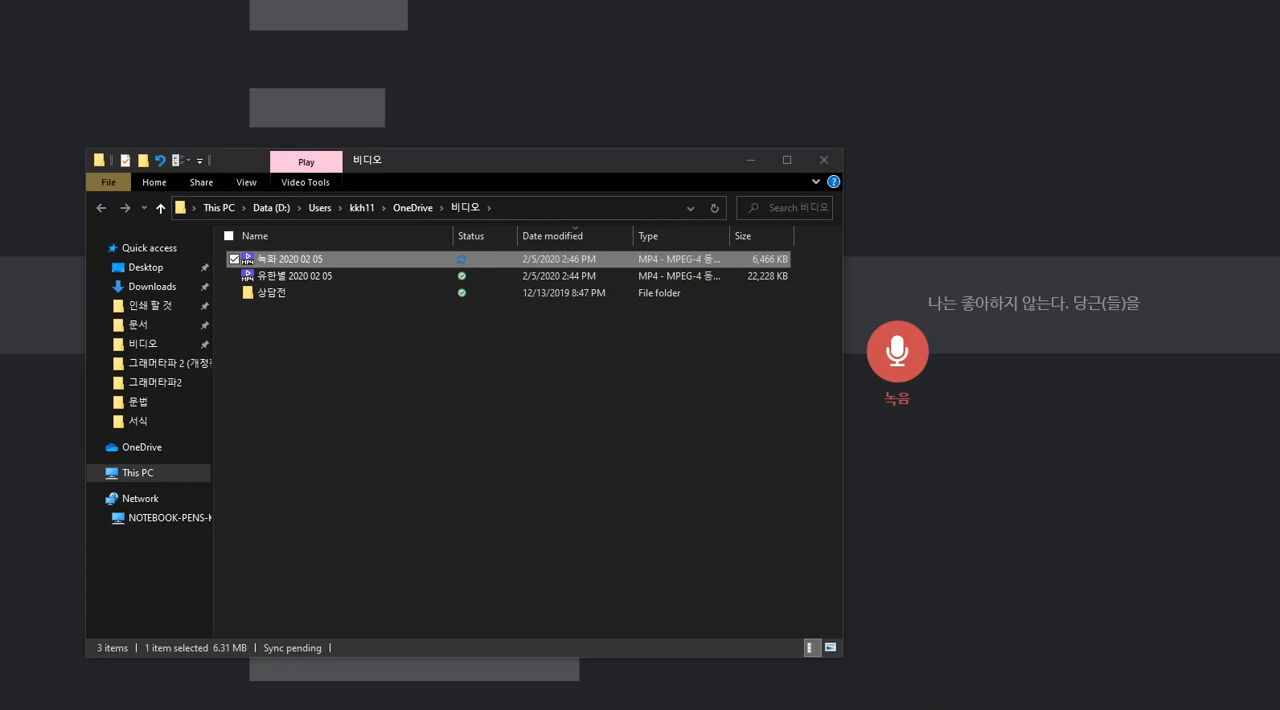 Play
비디오
File
Home
Share
View
Video Tools
This PC
Data (D:)
Users
kkh11
OneDrive
비디오
Search 비디오
Name
Status
Date modified
Type
Size
녹화 2020 02 05
2/5/2020 2:46 PM
MP4 - MPEG-4 동...
6,466 KB
유한별 2020 02 05
2/5/2020 2:44 PM
MP4 - MPEG-4 동...
22,228 KB
상담전
12/13/2019 8:47 PM
File folder
Quick access
Desktop
Downloads
인쇄 할 것
문서
비디오
그래머타파 2 (개정
그래머타파2
문법
서식
OneDrive
This PC
Network
NOTEBOOK-PENS-K
3 items
1 item selected 6.31 MB
Sync pending
나는 좋아하지 않는다. 당근(들)을
녹음